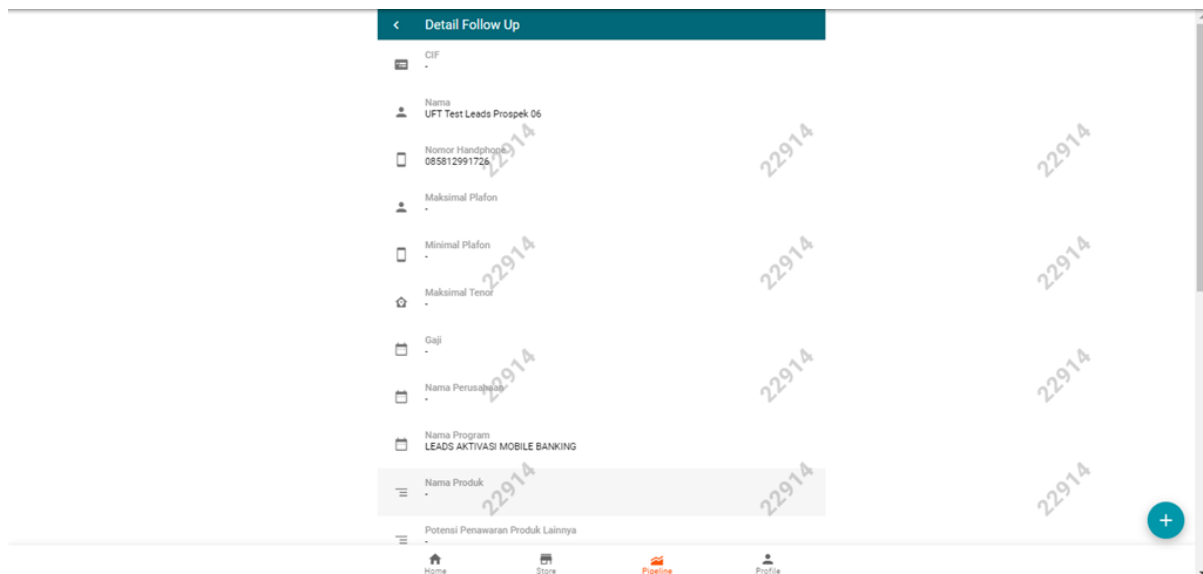 Detail Follow Up
CIF
-
Nama
UFT Test Leads Prospek 06
22914 22914 22914
Nomor Handphone
085812991726
Maksimal Plafon
-
Minimal Plafon
-
22914 22914 22914
Maksimal Tenor
-
Gaji
-
22914 22914 22914
Nama Perusahaan
-
Nama Program
LEADS AKTIVASI MOBILE BANKING
Nama Produk
-
22914 22914 22914
Potensi Penawaran Produk Lainnya
-
+
Home Store Pipeline Profile